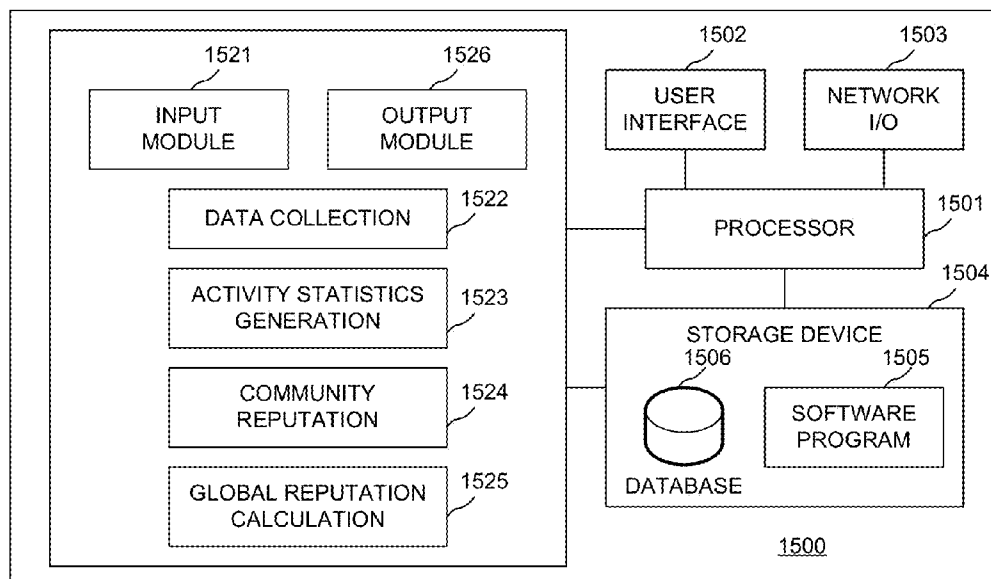 1521
1526
1502
1503
INPUT
MODULE
OUTPUT
MODULE
USER
INTERFACE
NETWORK
I/O
1522
DATA COLLECTION
1501
PROCESSOR
1523
ACTIVITY STATISTICS
GENERATION
1504
STORAGE DEVICE
1506
1505
1524
COMMUNITY
REPUTATION
SOFTWARE
PROGRAM
DATABASE
1525
GLOBAL REPUTATION
CALCULATION
1500